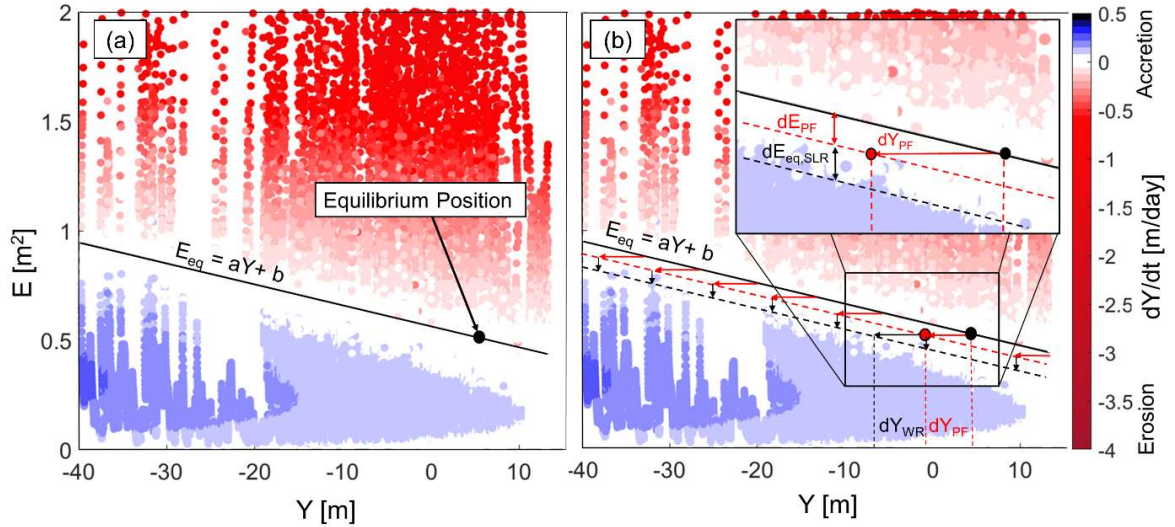 (a)
Equilibrium Position
E_eq = aY + b
E [m²]
2
1.5
1
0.5
0
-40
-30
-20
-10
0
10
Y [m]
(b)
dE_PF
dY_PF
dE_eq,SLR
E_eq = aY + b
dY_WR
dY_PF
-40
-30
-20
-10
0
10
Y [m]
0.5
0
-0.5
-1
-1.5
-2
-2.5
-3
-3.5
-4
Accretion
dY/dt [m/day]
Erosion